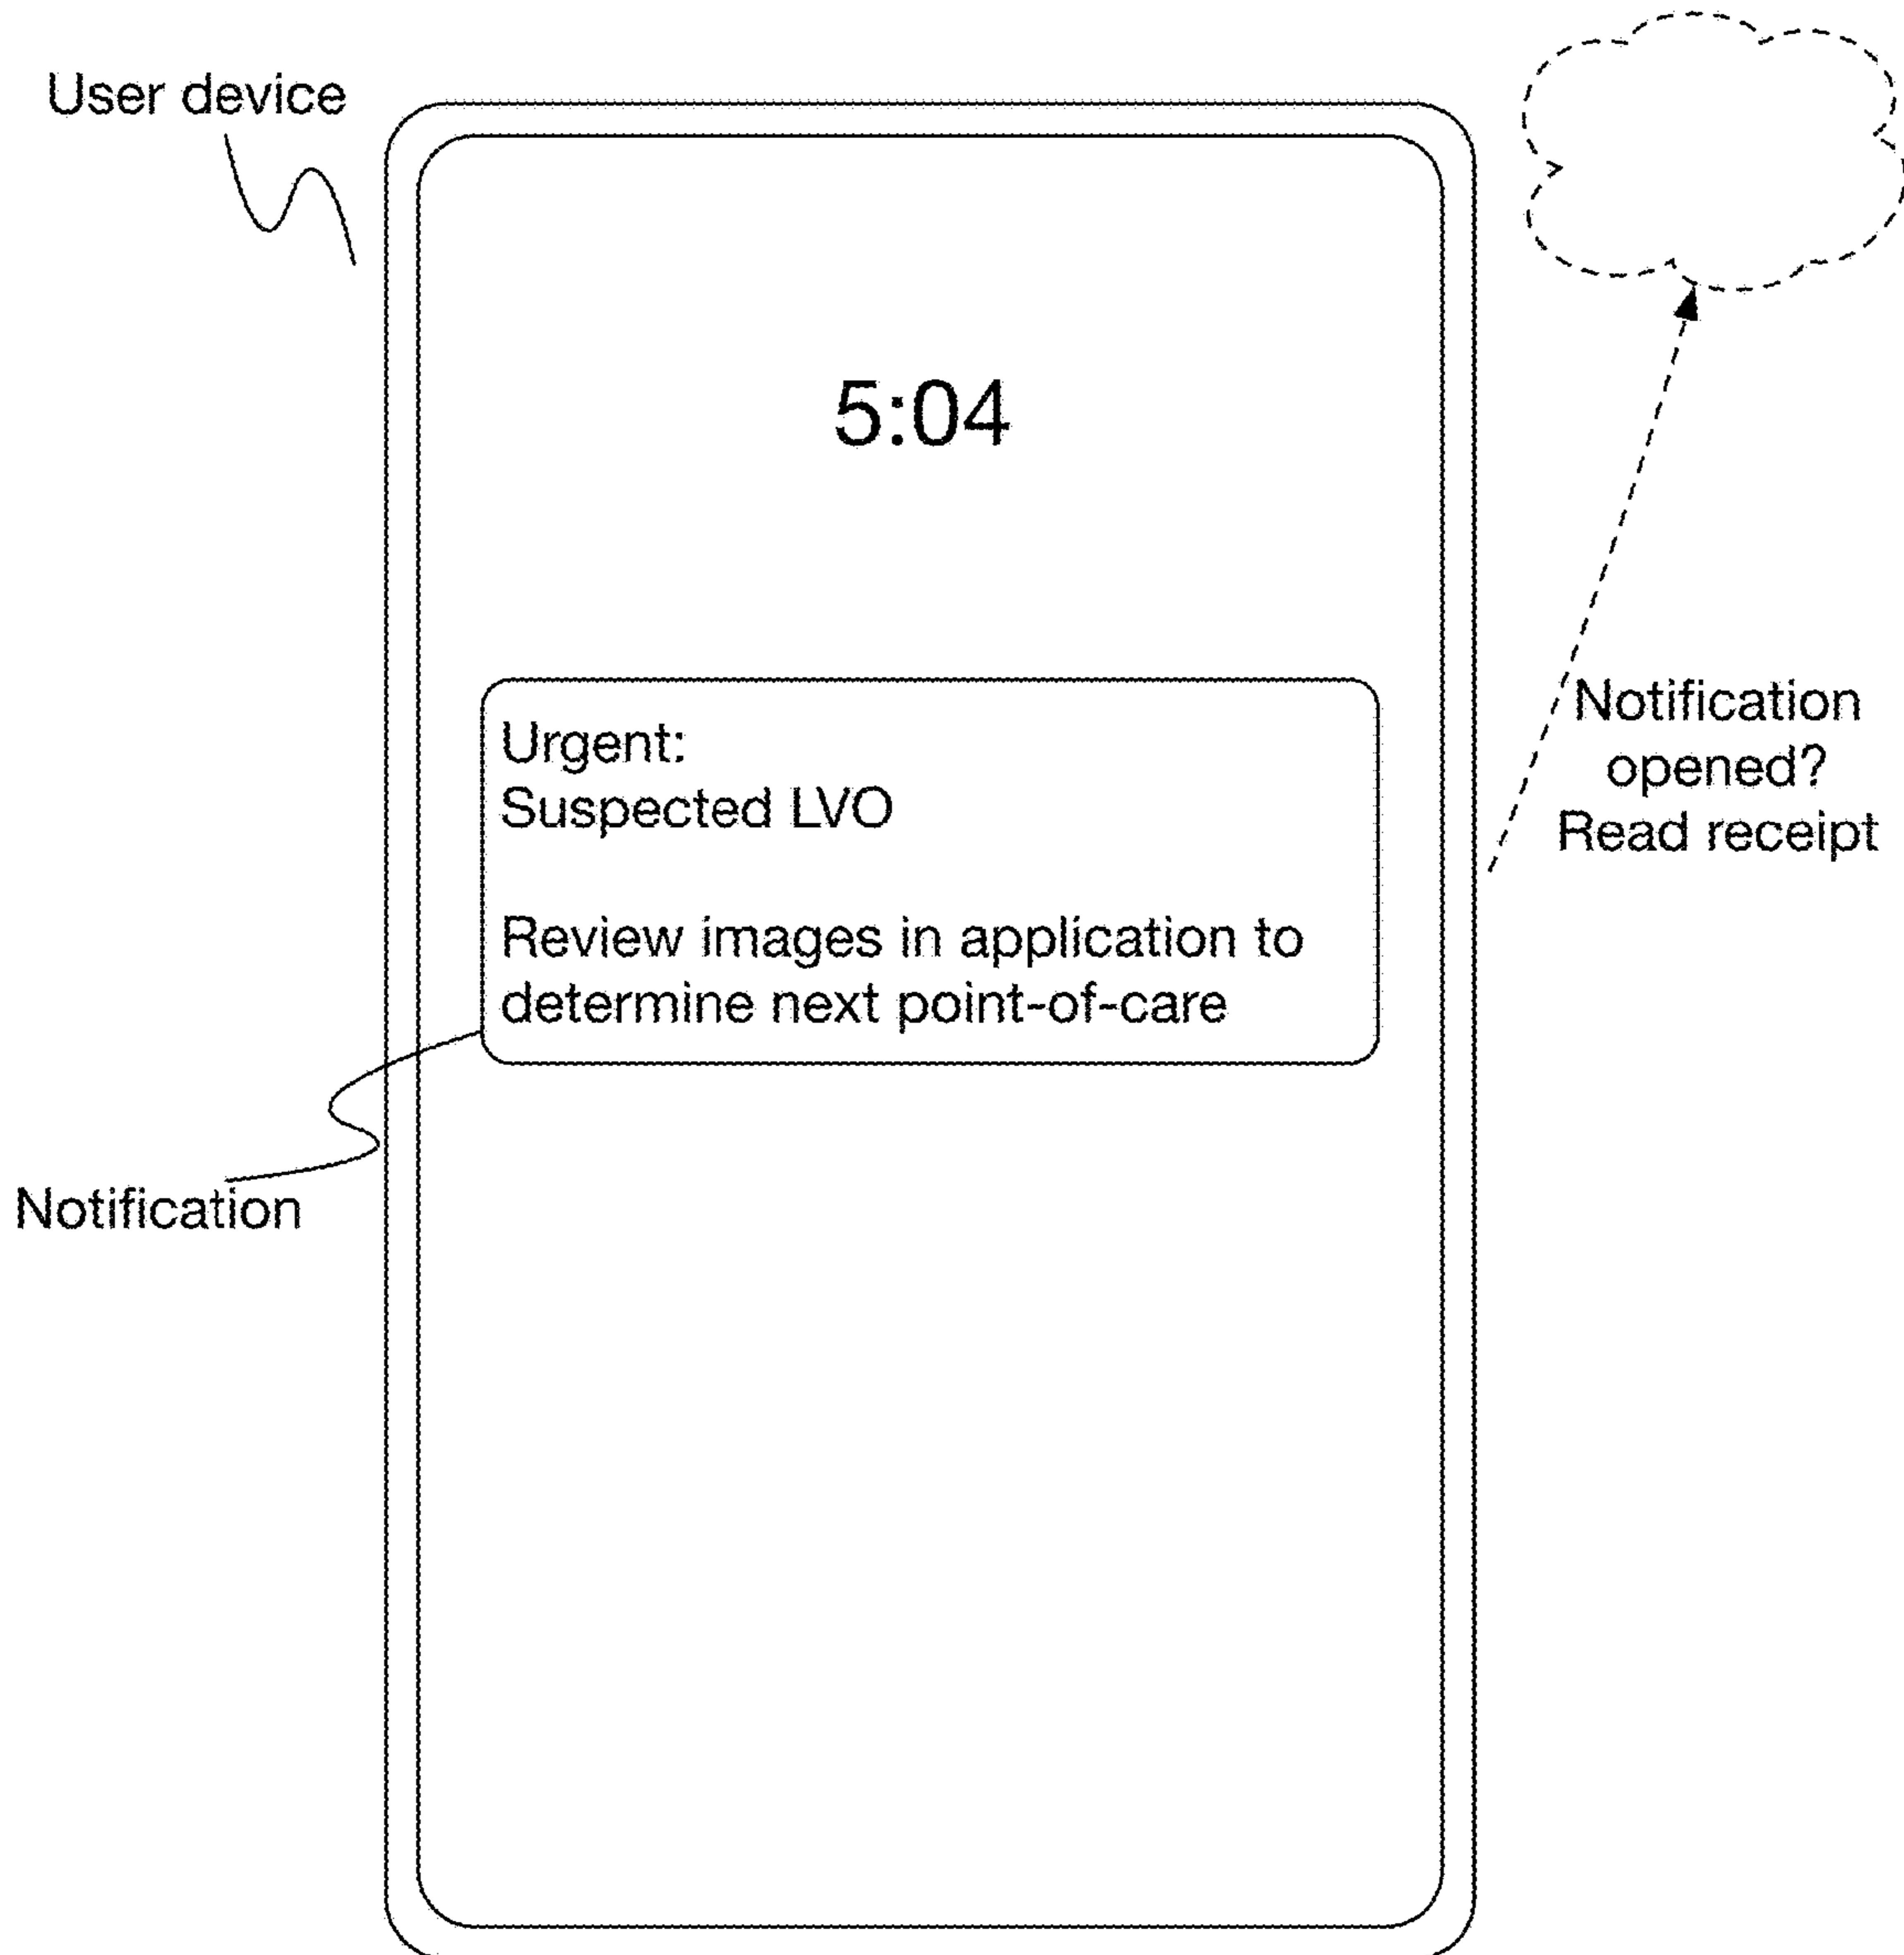 User device
5:04
Urgent:
Suspected LVO
Review images in application to
determine next point-of-care
Notification
opened?
Read receipt
Notification